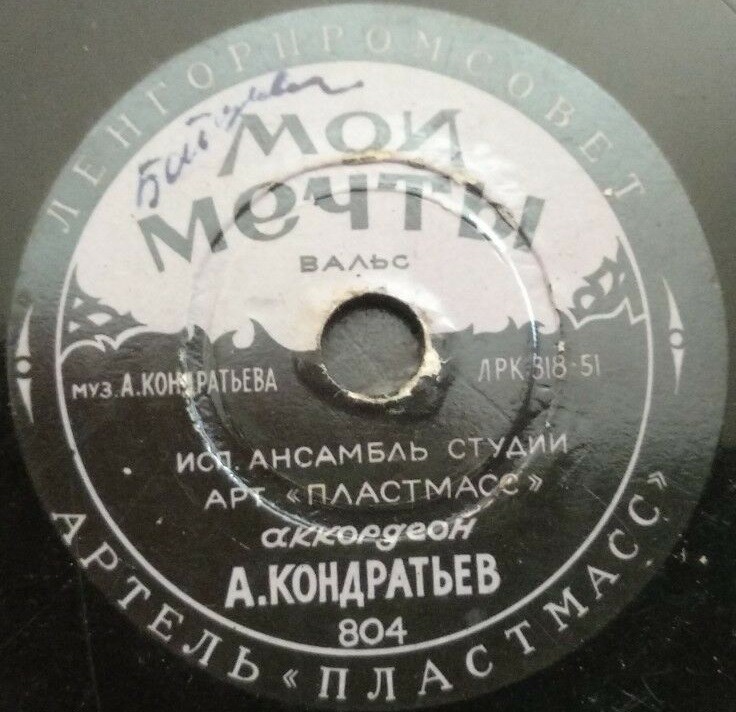 ЛЕНГОРПРОМСОВЕТ
МОИ
МЕЧТЫ
ВАЛЬС
МУЗ. А.КОНДРАТЬЕВА
ЛРК 318-51
ИСП. АНСАМБЛЬ СТУДИИ
АРТ. «ПЛАСТМАСС»
аккордеон
А.КОНДРАТЬЕВ
804
АРТЕЛЬ «ПЛАСТМАСС»